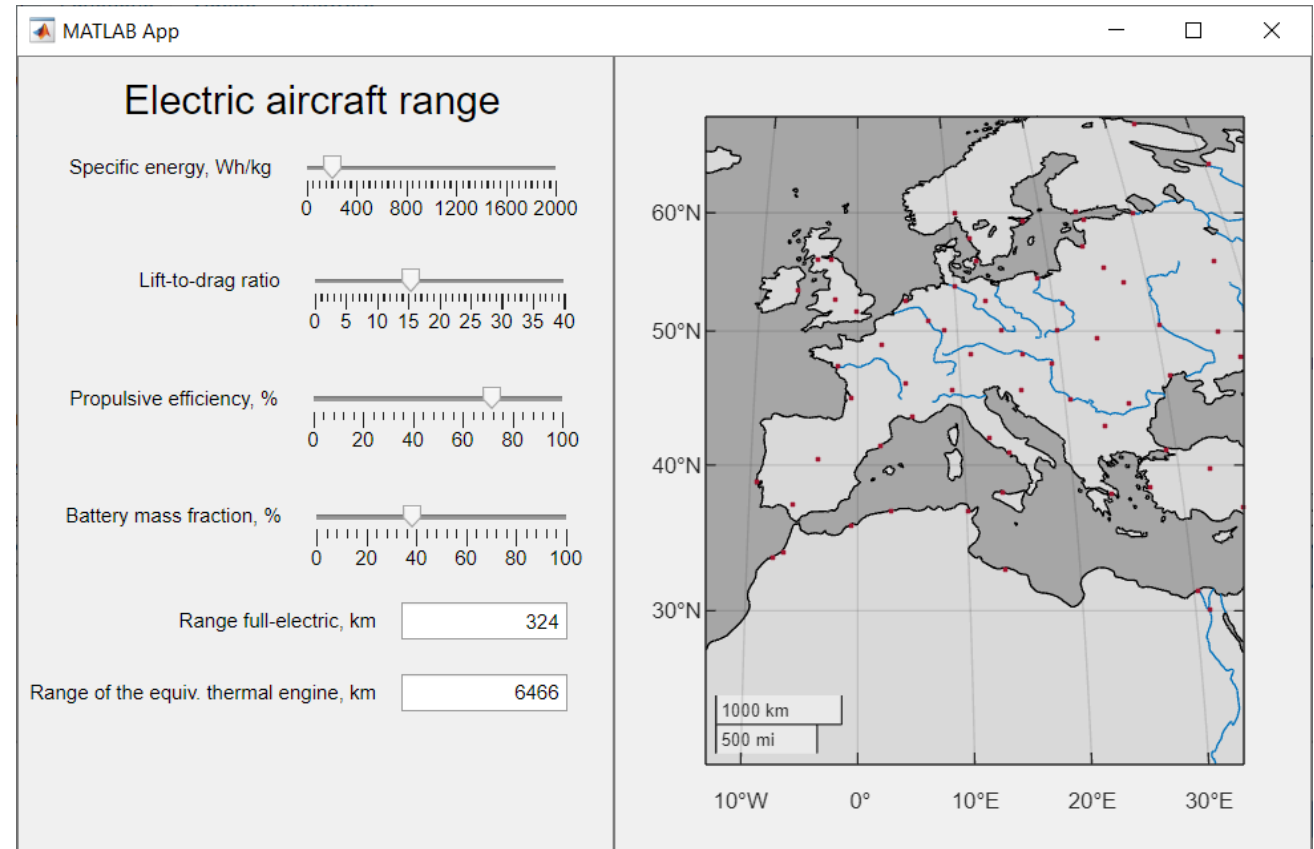 MATLAB App
Electric aircraft range
Specific energy, Wh/kg
0 400 800 1200 1600 2000
Lift-to-drag ratio
0 5 10 15 20 25 30 35 40
Propulsive efficiency, %
0 20 40 60 80 100
Battery mass fraction, %
0 20 40 60 80 100
Range full-electric, km 324
Range of the equiv. thermal engine, km 6466
60°N
50°N
40°N
30°N
1000 km
500 mi
10°W 0° 10°E 20°E 30°E